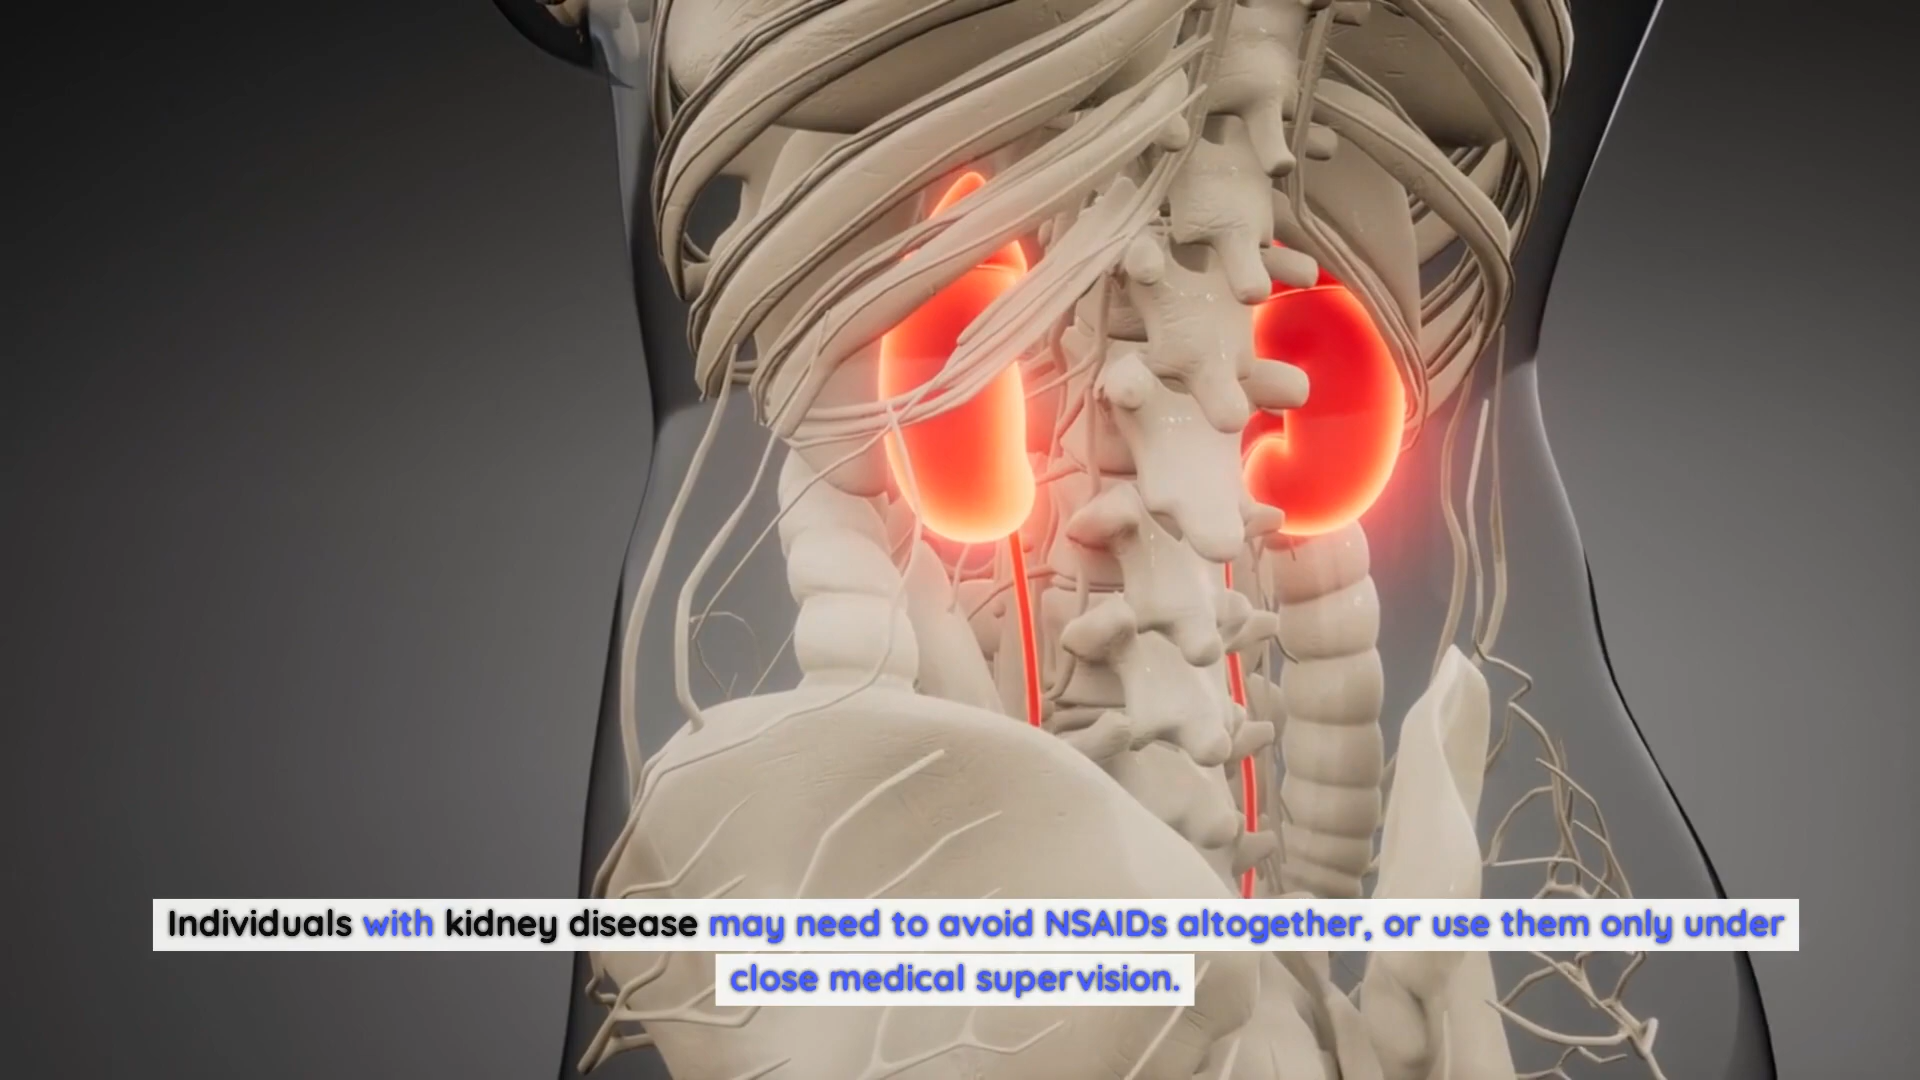 Individuals with kidney disease may need to avoid NSAIDs altogether, or use them only under
close medical supervision.